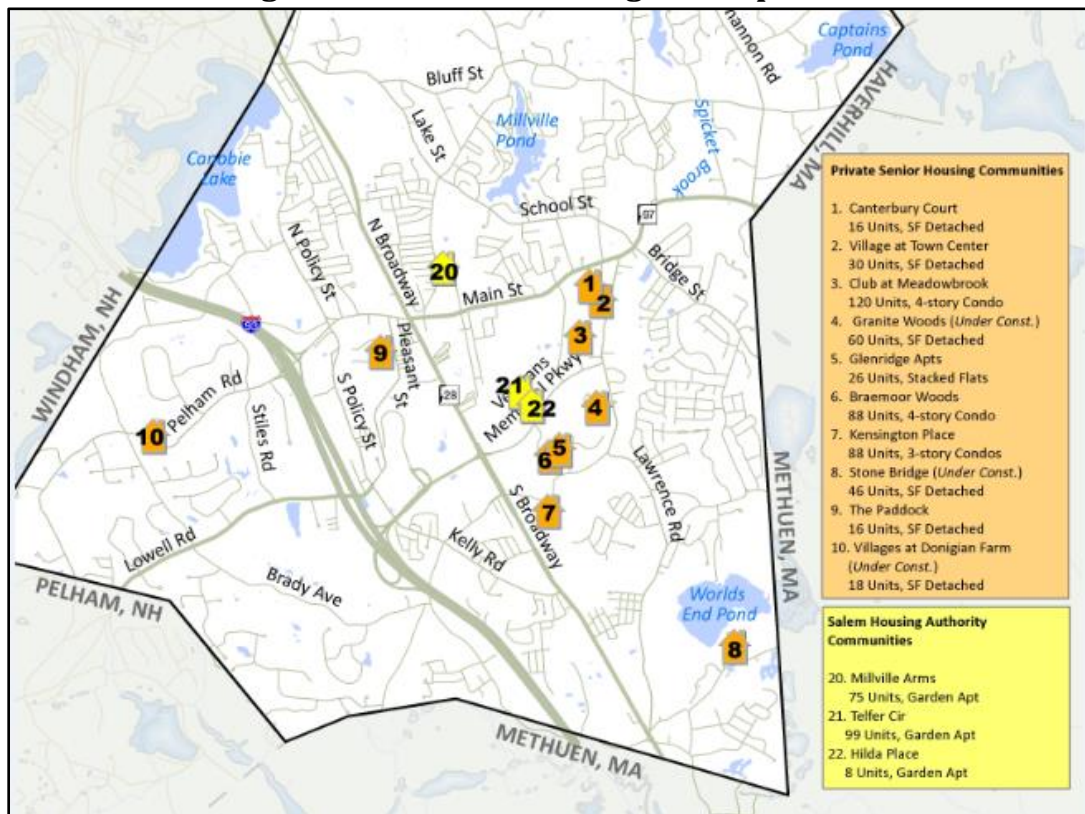 Captains
Pond
Shannon Rd
HAVERHILL, MA
Bluff St
Lake St
Millville
Pond
Spicket
Brook
Canobie
Lake
School St
97
N Policy St
N Broadway
Bridge St
20
Main St
1
2
3
WINDHAM, NH
93
9
Pleasant St
S Policy St
28
21
Memorial Pkwy
22
4
Pelham Rd
10
Stiles Rd
5
6
Lawrence Rd
7
S Broadway
Kelly Rd
METHUEN, MA
Lowell Rd
Brady Ave
PELHAM, NH
Worlds
End Pond
8
METHUEN, MA
Private Senior Housing Communities
1. Canterbury Court
16 Units, SF Detached
2. Village at Town Center
30 Units, SF Detached
3. Club at Meadowbrook
120 Units, 4-story Condo
4. Granite Woods (Under Const.)
60 Units, SF Detached
5. Glenridge Apts
26 Units, Stacked Flats
6. Braemoor Woods
88 Units, 4-story Condo
7. Kensington Place
88 Units, 3-story Condos
8. Stone Bridge (Under Const.)
46 Units, SF Detached
9. The Paddock
16 Units, SF Detached
10. Villages at Donigian Farm
(Under Const.)
18 Units, SF Detached
Salem Housing Authority
Communities
20. Millville Arms
75 Units, Garden Apt
21. Telfer Cir
99 Units, Garden Apt
22. Hilda Place
8 Units, Garden Apt